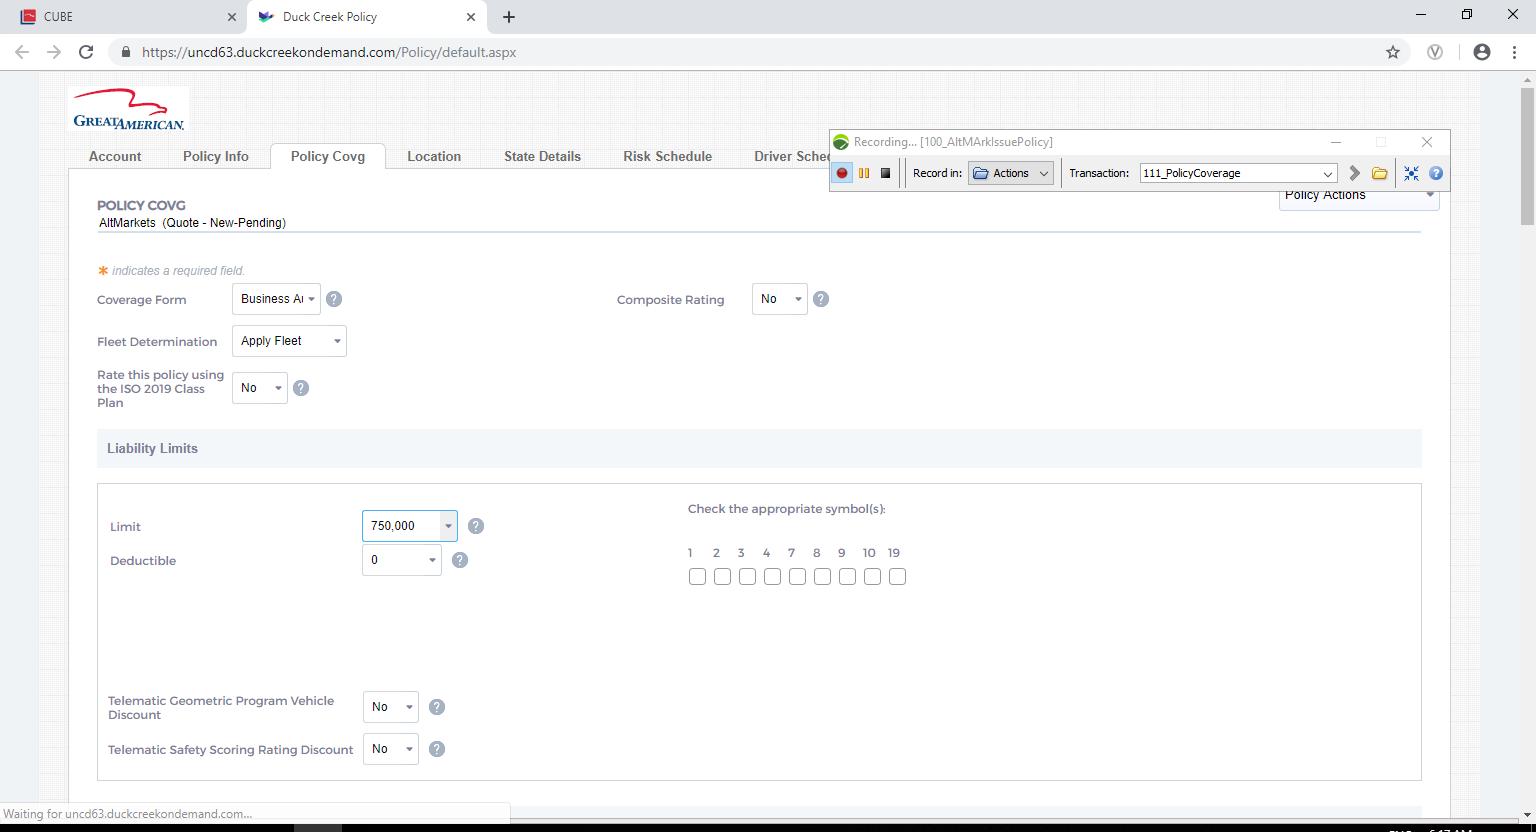 CUBE
Duck Creek Policy
https://uncd63.duckcreekondemand.com/Policy/default.aspx
GREATAMERICAN.
Recording... [100_AltMArkIssuePolicy]
Account Policy Info Policy Covg Location State Details Risk Schedule Driver
Record in: Actions Transaction: 111_PolicyCoverage
Policy Actions
POLICY COVG
AltMarkets (Quote - New-Pending)
* indicates a required field.
Coverage Form Business Au ? Composite Rating No ?
Fleet Determination Apply Fleet
Rate this policy using
the ISO 2019 Class
Plan
No ?
Liability Limits
Check the appropriate symbol(s):
Limit 750,000 ?
1 2 3 4 7 8 9 10 19
Deductible 0 ?
Telematic Geometric Program Vehicle
Discount
No ?
Telematic Safety Scoring Rating Discount No ?
Waiting for uncd63.duckcreekondemand.com...